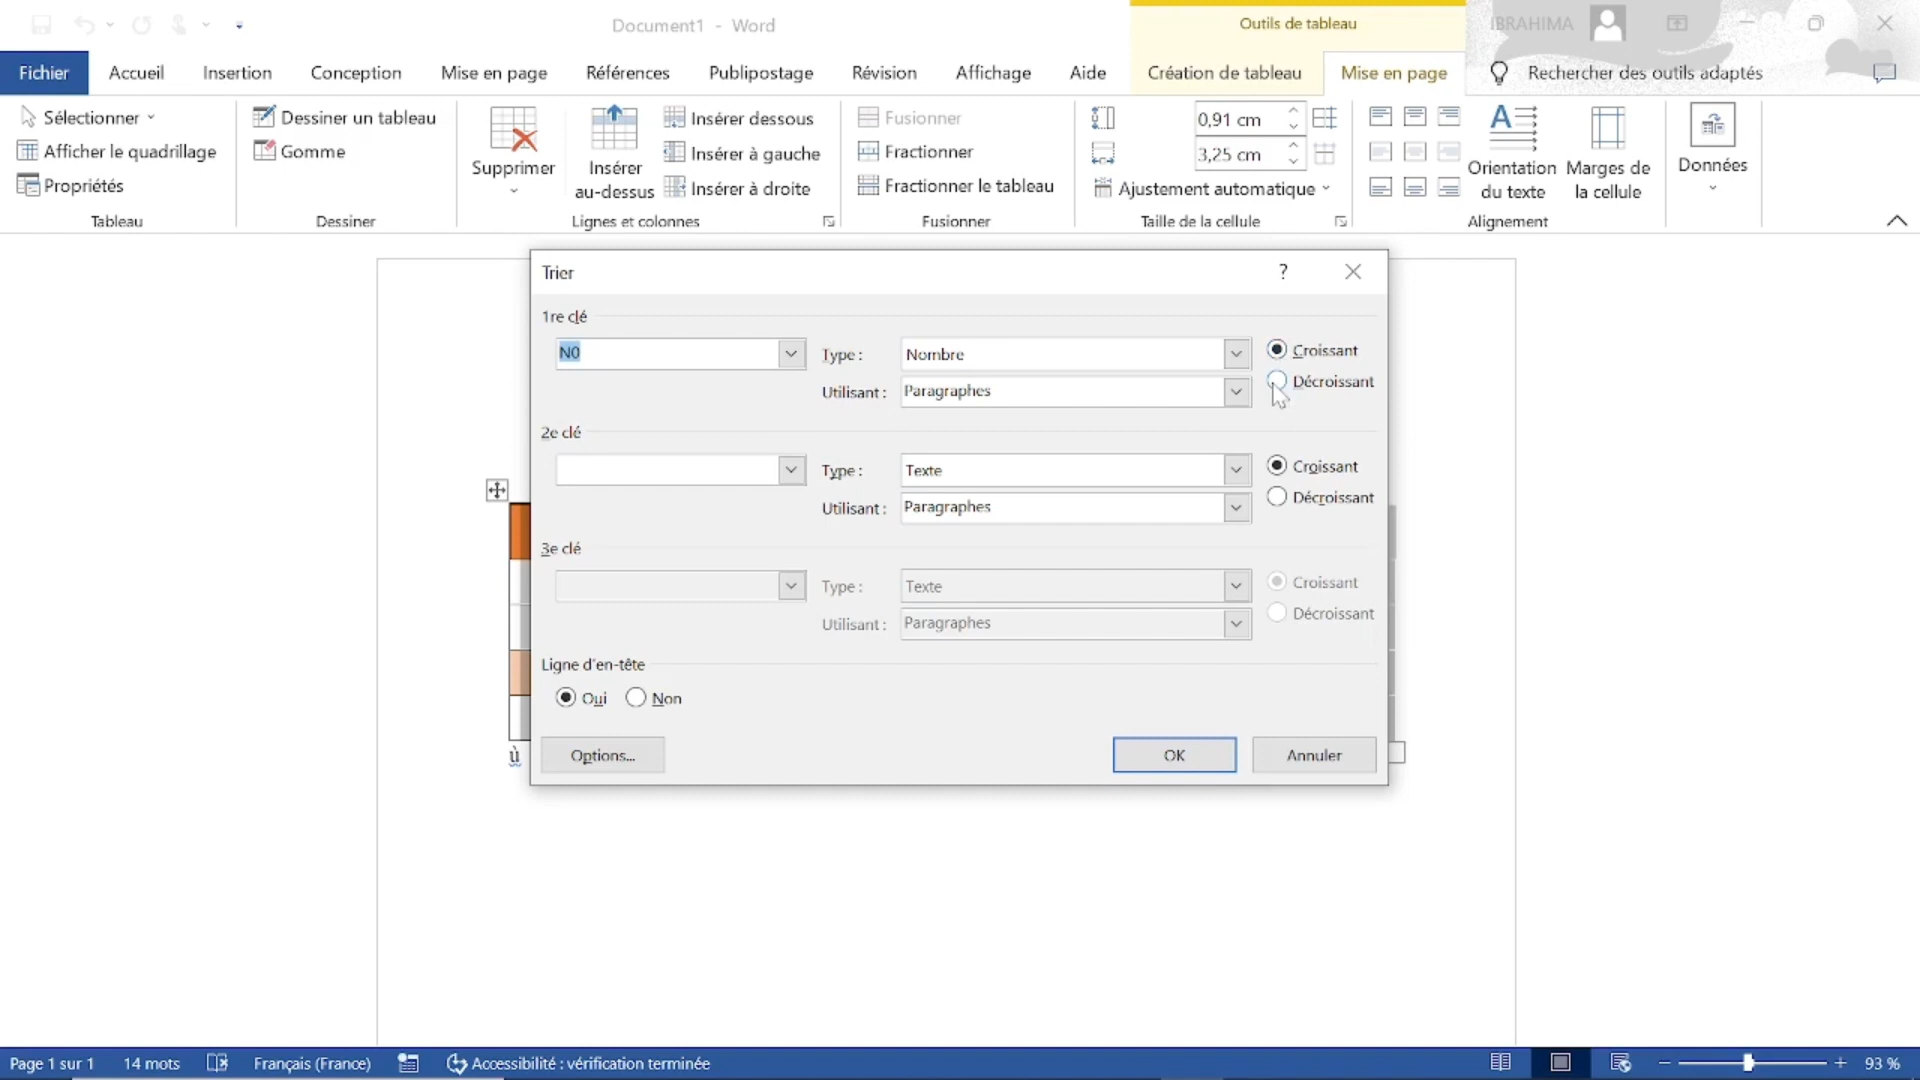 Document1 - Word
Outils de tableau
IBRAHIMA
Fichier Accueil Insertion Conception Mise en page Références Publipostage Révision Affichage Aide Création de tableau Mise en page Rechercher des outils adaptés
Sélectionner
Afficher le quadrillage
Propriétés
Tableau
Dessiner un tableau
Gomme
Dessiner
Supprimer
Insérer
au-dessus
Insérer dessous
Insérer à gauche
Insérer à droite
Lignes et colonnes
Fusionner
Fractionner
Fractionner le tableau
Fusionner
0,91 cm
3,25 cm
Ajustement automatique
Taille de la cellule
Orientation
du texte
Marges de
la cellule
Alignement
Données
Trier ?
1re clé
N0 Type : Nombre Croissant
Utilisant : Paragraphes Décroissant
2e clé
Type : Texte Croissant
Utilisant : Paragraphes Décroissant
3e clé
Type : Texte Croissant
Utilisant : Paragraphes Décroissant
Ligne d'en-tête
Oui Non
Options... OK Annuler
ù
Page 1 sur 1 14 mots Français (France) Accessibilité : vérification terminée 93 %